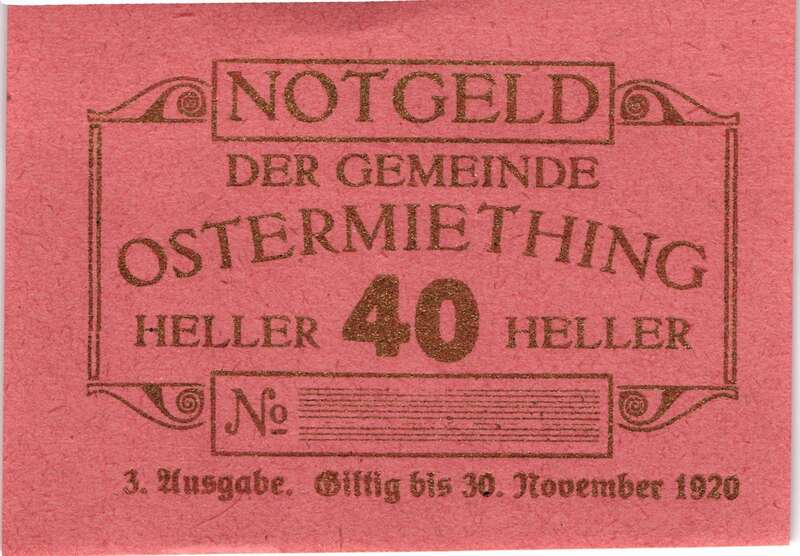 NOTGELD
DER GEMEINDE
OSTERMIETHING
HELLER 40 HELLER
No
3. Ausgabe. Giltig bis 30. November 1920